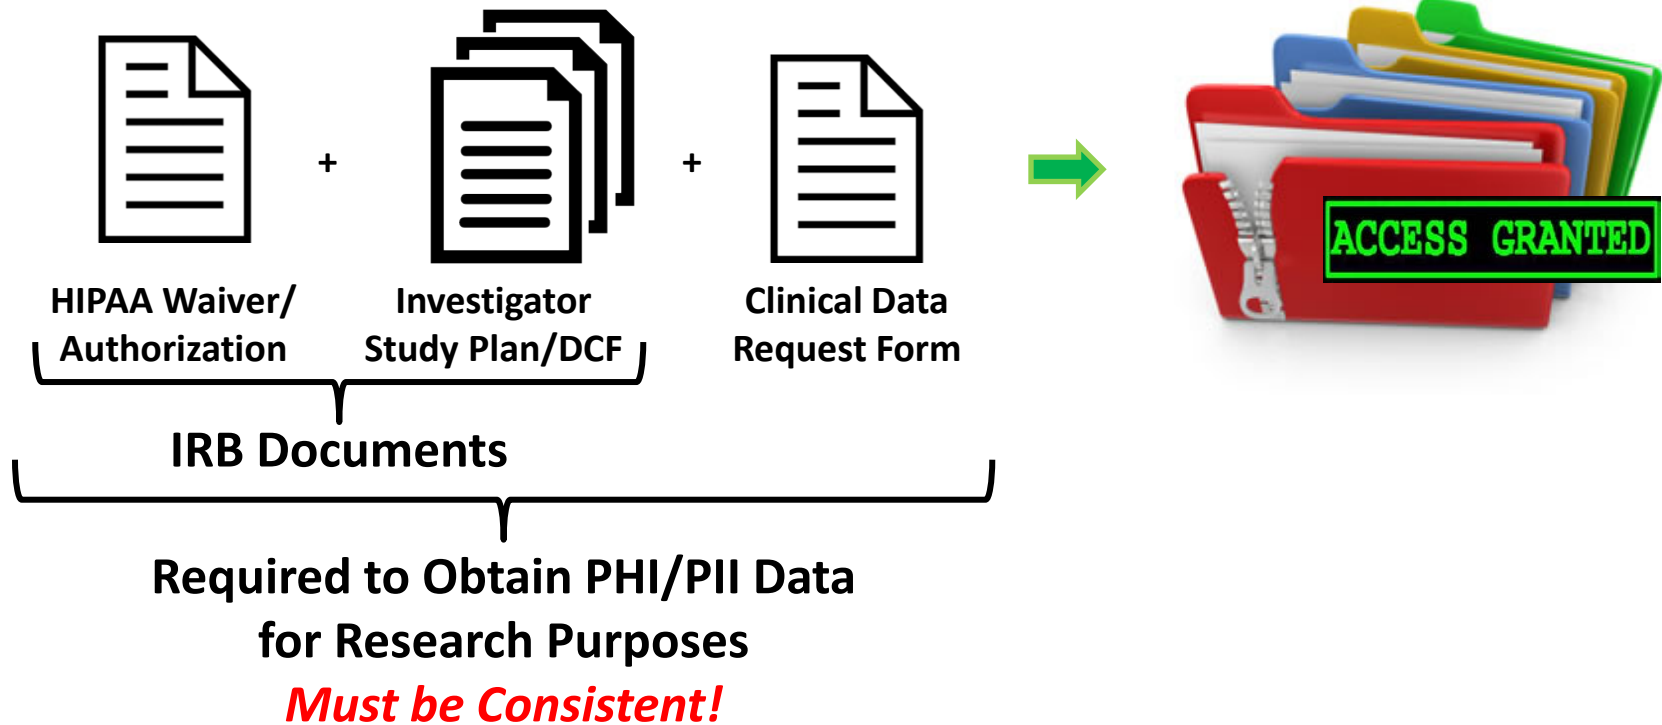 +
+
ACCESS GRANTED
HIPAA Waiver/
Authorization
Investigator
Study Plan/DCF
Clinical Data
Request Form
IRB Documents
Required to Obtain PHI/PII Data
for Research Purposes
Must be Consistent!